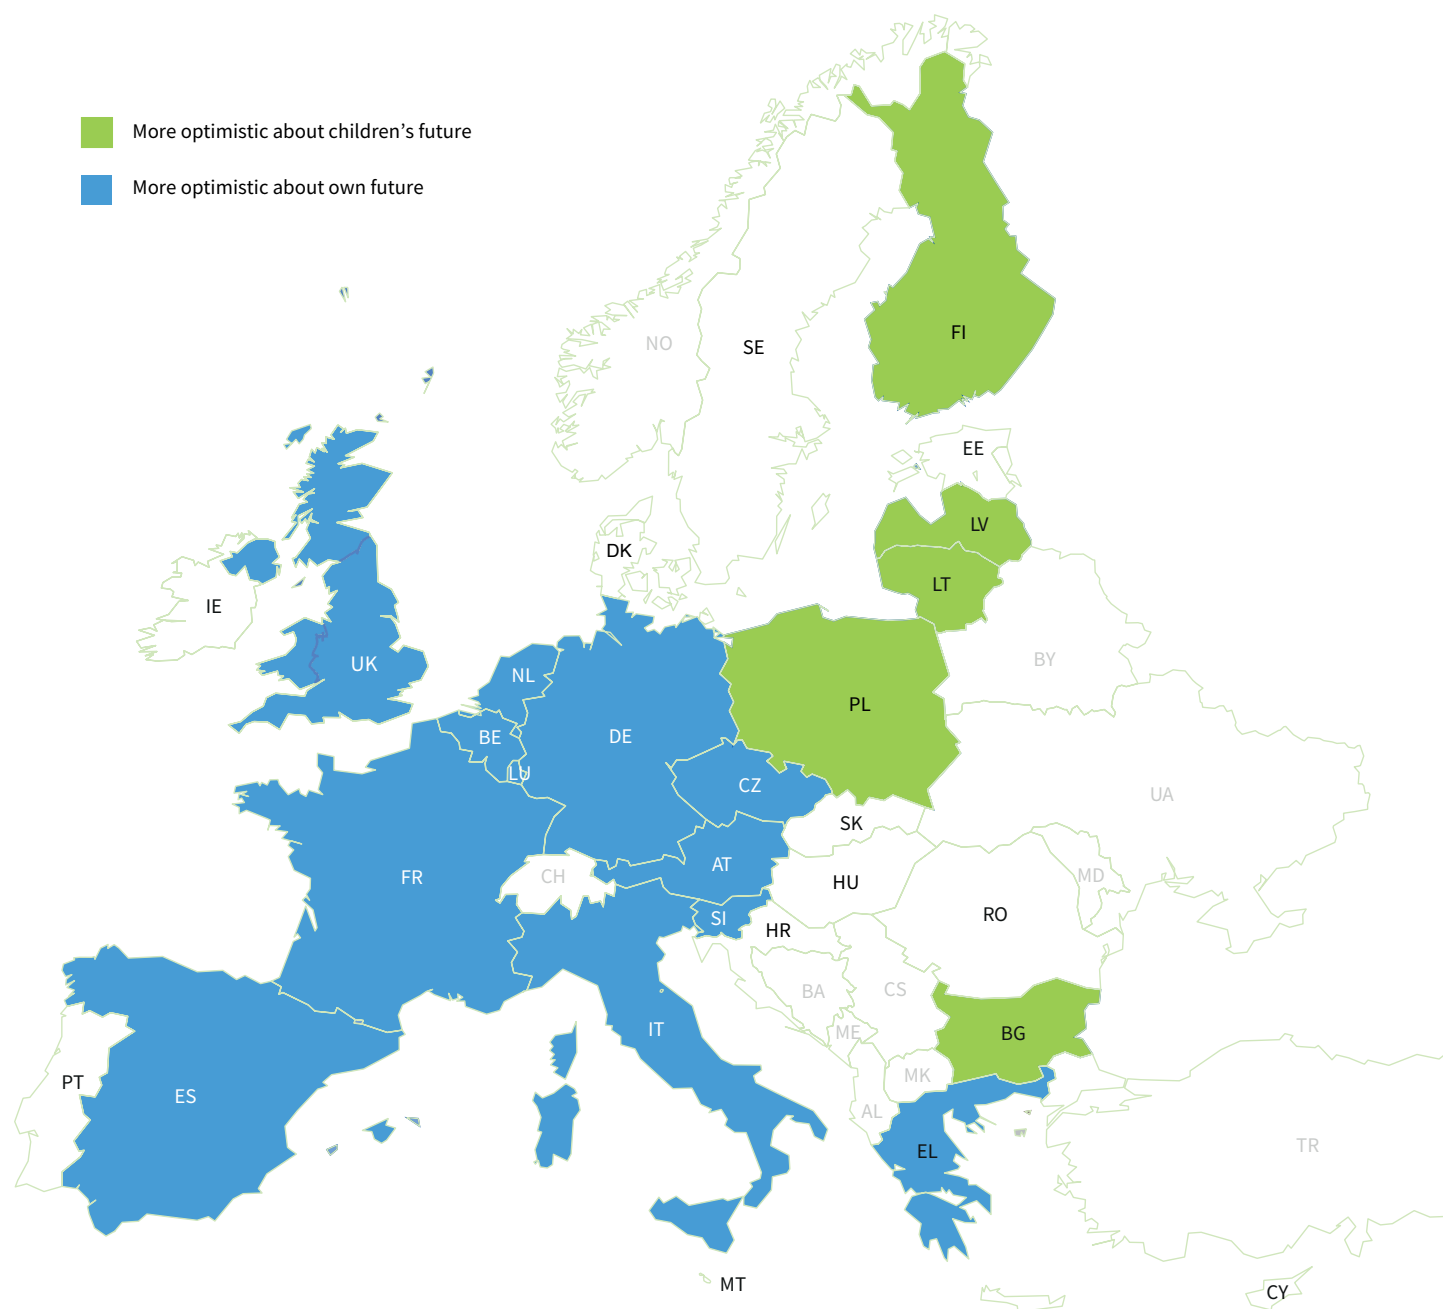 More optimistic about children’s future
More optimistic about own future
FI
NO
SE
EE
LV
DK
LT
IE
BY
UK
NL
PL
DE
BE
LU
CZ
UA
SK
AT
FR
CH
MD
HU
RO
SI
HR
CS
BA
IT
ME
BG
MK
PT
ES
AL
TR
EL
MT
CY